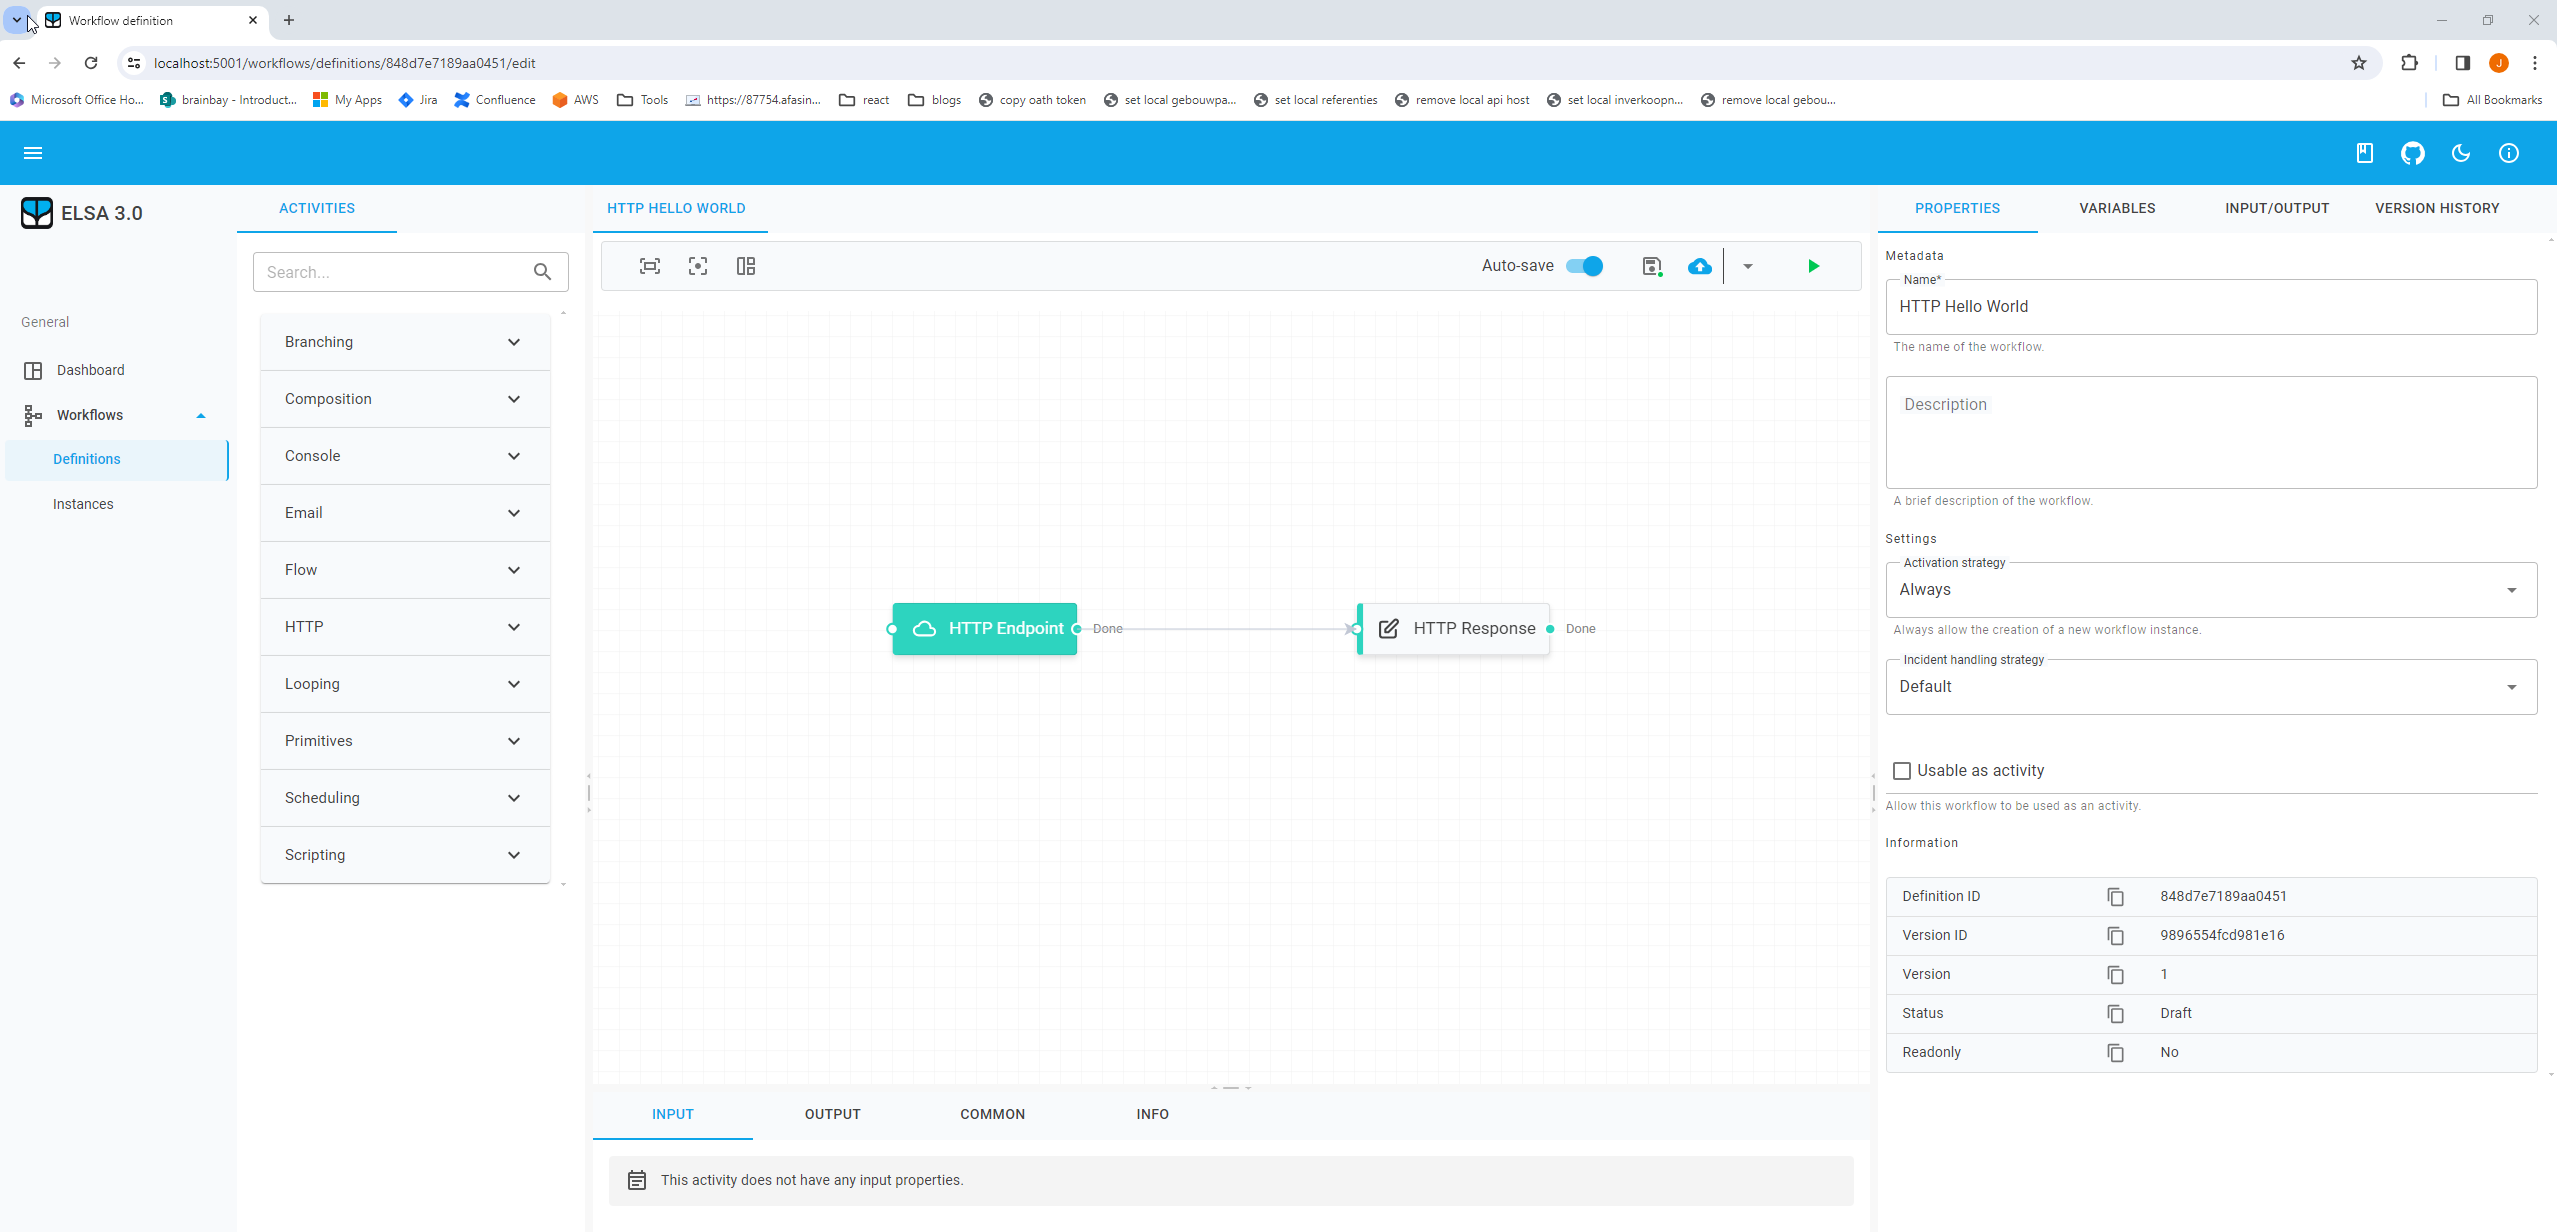 Workflow definition
localhost:5001/workflows/definitions/848d7e7189aa0451/edit
Microsoft Office Ho... brainbay - Introduct... My Apps Jira Confluence AWS Tools https://87754.afasin... react blogs copy oath token set local gebouwpa... set local referenties remove local api host set local inverkoopn... remove local gebou... All Bookmarks
ELSA 3.0
General
Dashboard
Workflows
Definitions
Instances
ACTIVITIES
Search...
Branching
Composition
Console
Email
Flow
HTTP
Looping
Primitives
Scheduling
Scripting
HTTP HELLO WORLD
Auto-save
HTTP Endpoint Done HTTP Response Done
INPUT OUTPUT COMMON INFO
This activity does not have any input properties.
PROPERTIES VARIABLES INPUT/OUTPUT VERSION HISTORY
Metadata
Name*
HTTP Hello World
The name of the workflow.
Description
A brief description of the workflow.
Settings
Activation strategy
Always
Always allow the creation of a new workflow instance.
Incident handling strategy
Default
Usable as activity
Allow this workflow to be used as an activity.
Information
Definition ID 848d7e7189aa0451
Version ID 9896554fcd981e16
Version 1
Status Draft
Readonly No
J